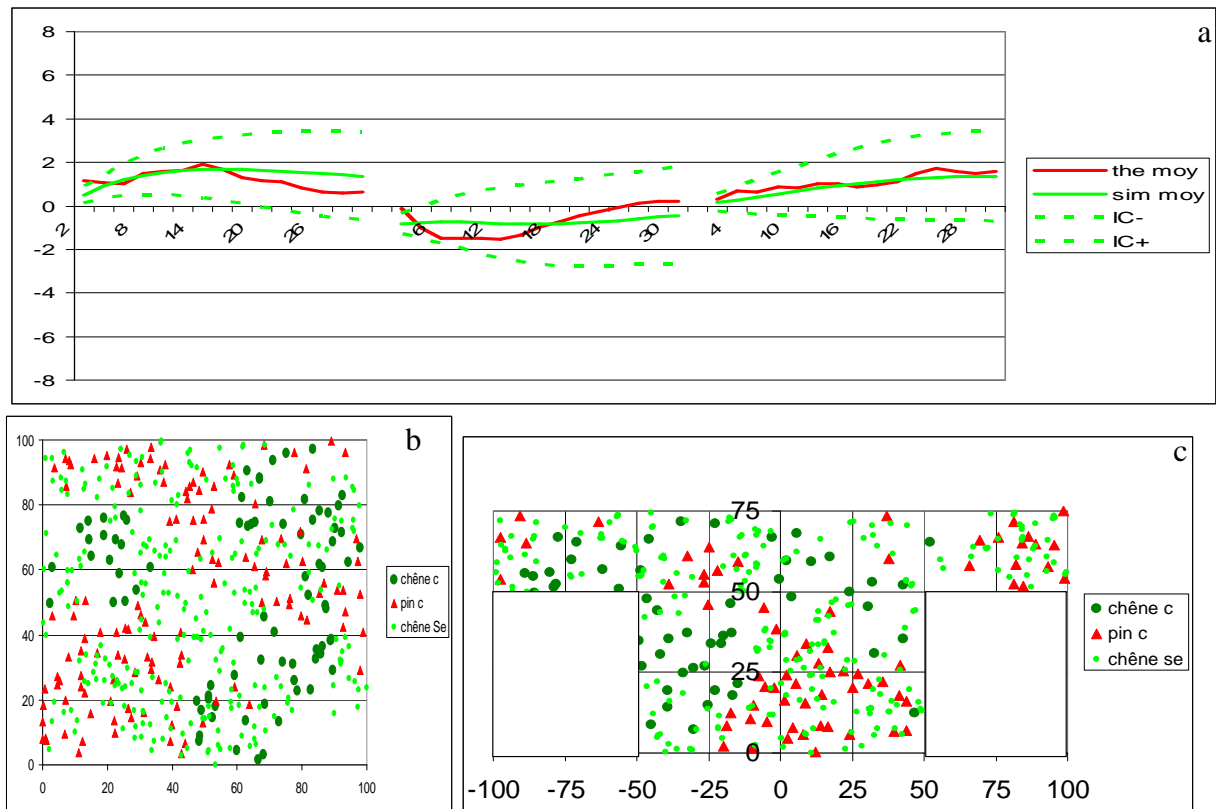 a
8
6
4
2
0
-2
-4
-6
-8
2 8 14 20 26 6 12 18 24 30 4 10 16 22 28
the moy
sim moy
IC-
IC+
b
100
80
60
40
20
0
0 20 40 60 80 100
chêne c
pin c
chêne Se
c
75
50
25
0
-100 -75 -50 -25 0 25 50 75 100
chêne c
pin c
chêne se